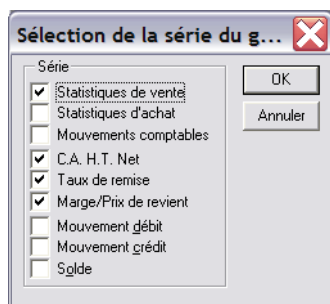 Sélection de la série du g...
Série
Statistiques de vente
Statistiques d'achat
Mouvements comptables
C.A. H.T. Net
Taux de remise
Marge/Prix de revient
Mouvement débit
Mouvement crédit
Solde
OK
Annuler